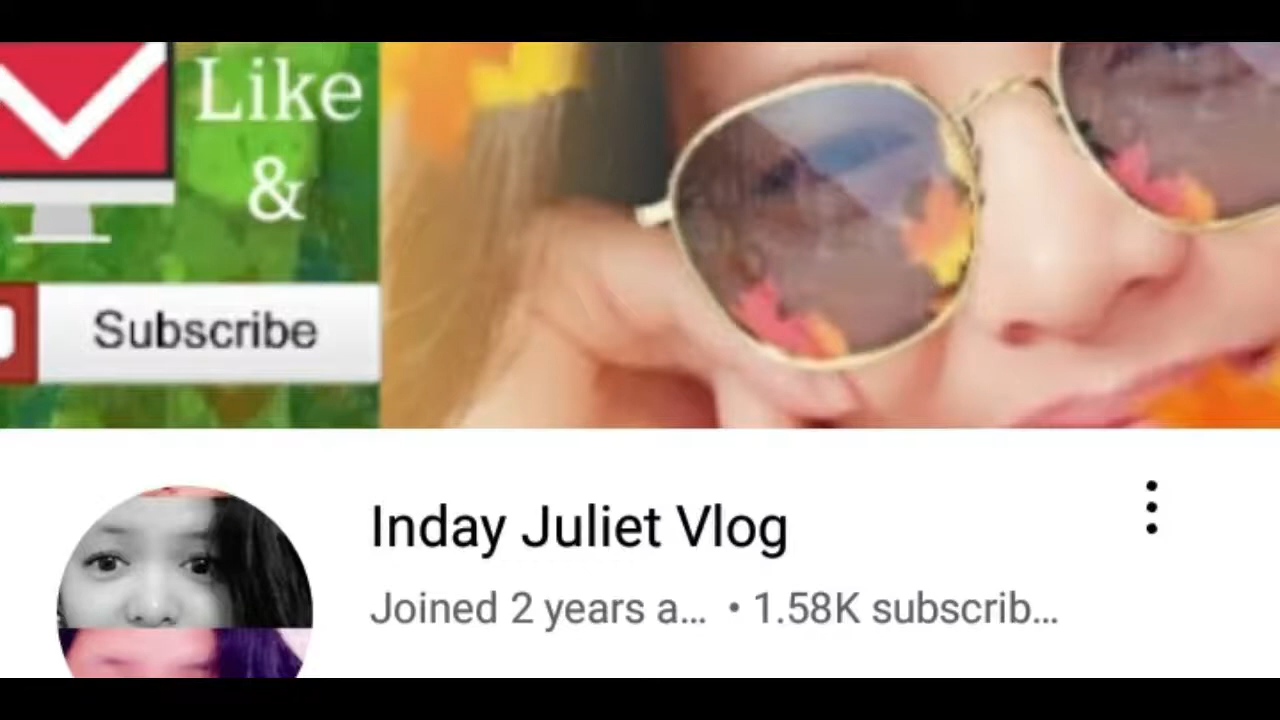 Like
&
Subscribe
Inday Juliet Vlog
Joined 2 years a... • 1.58K subscrib...